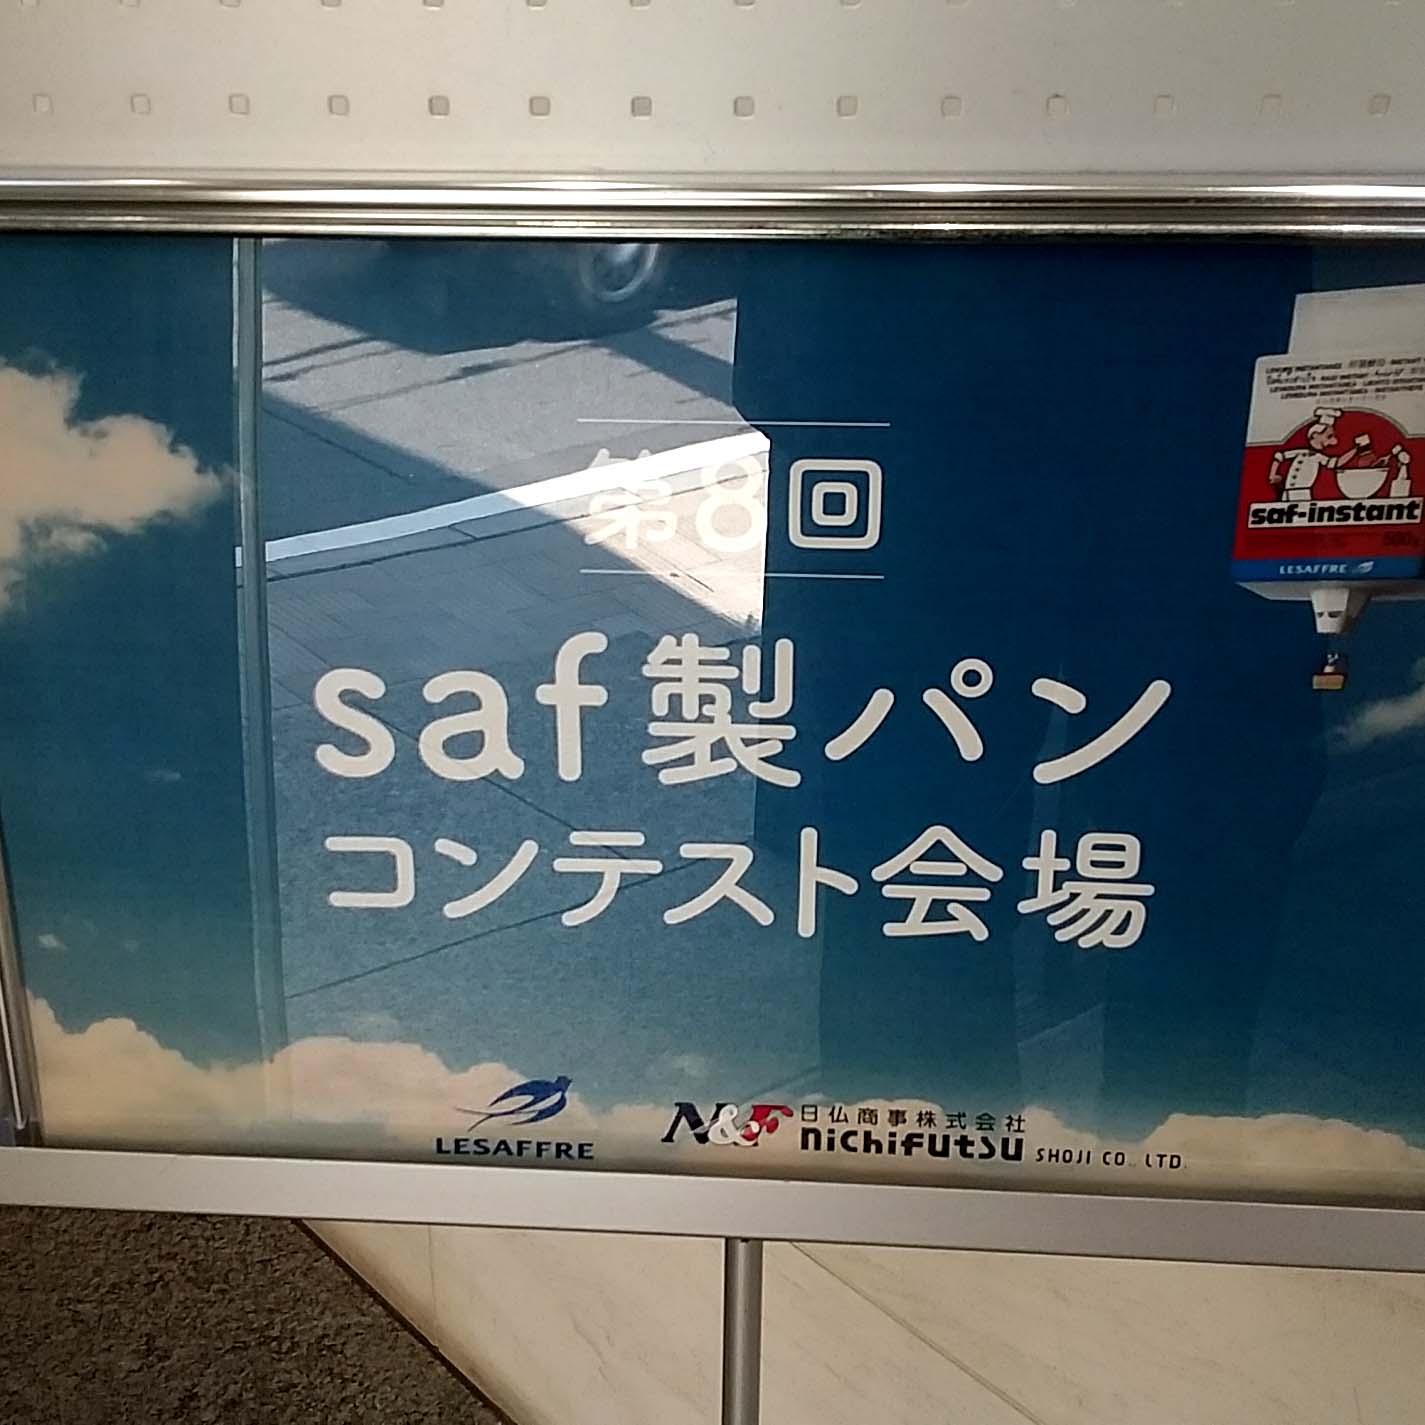 第8回
saf製パン
コンテスト会場
saf-instant
500g
LESAFFRE
LESAFFRE
N&F 日仏商事株式会社
nichifutsu SHOJI CO., LTD.